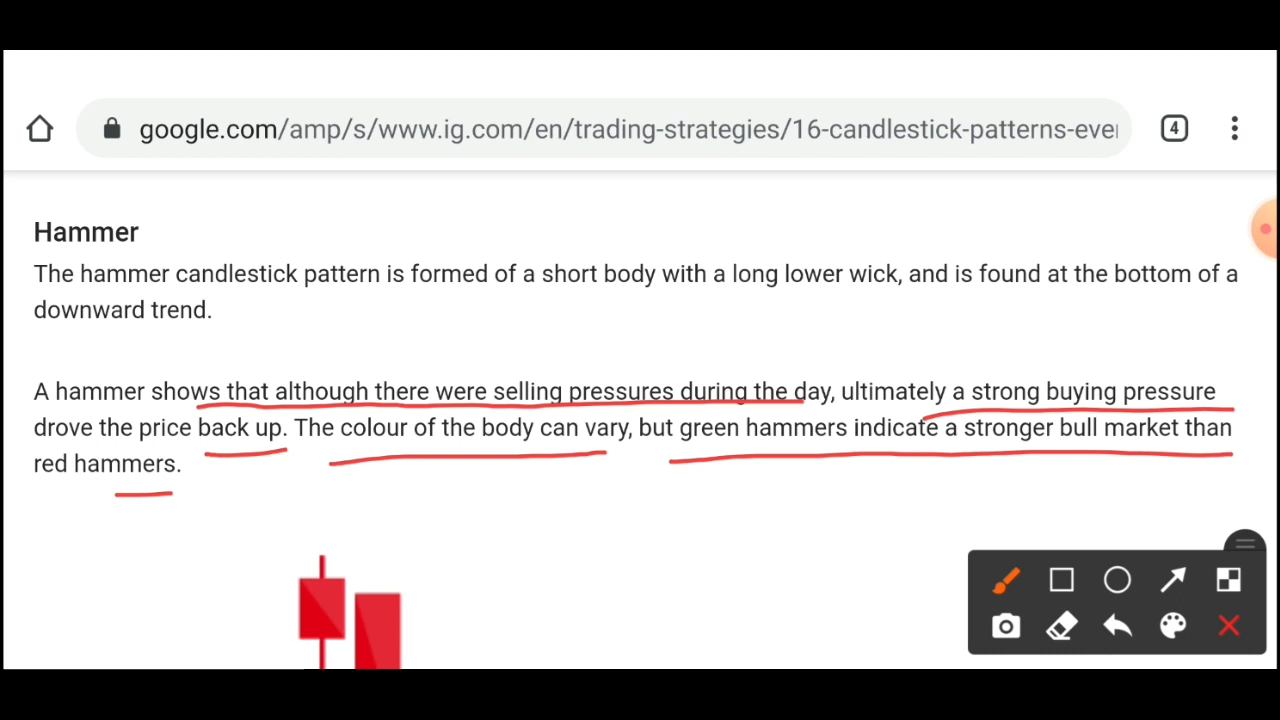 google.com/amp/s/www.ig.com/en/trading-strategies/16-candlestick-patterns-eve
4
Hammer
The hammer candlestick pattern is formed of a short body with a long lower wick, and is found at the bottom of a
downward trend.
A hammer shows that although there were selling pressures during the day, ultimately a strong buying pressure
drove the price back up. The colour of the body can vary, but green hammers indicate a stronger bull market than
red hammers.